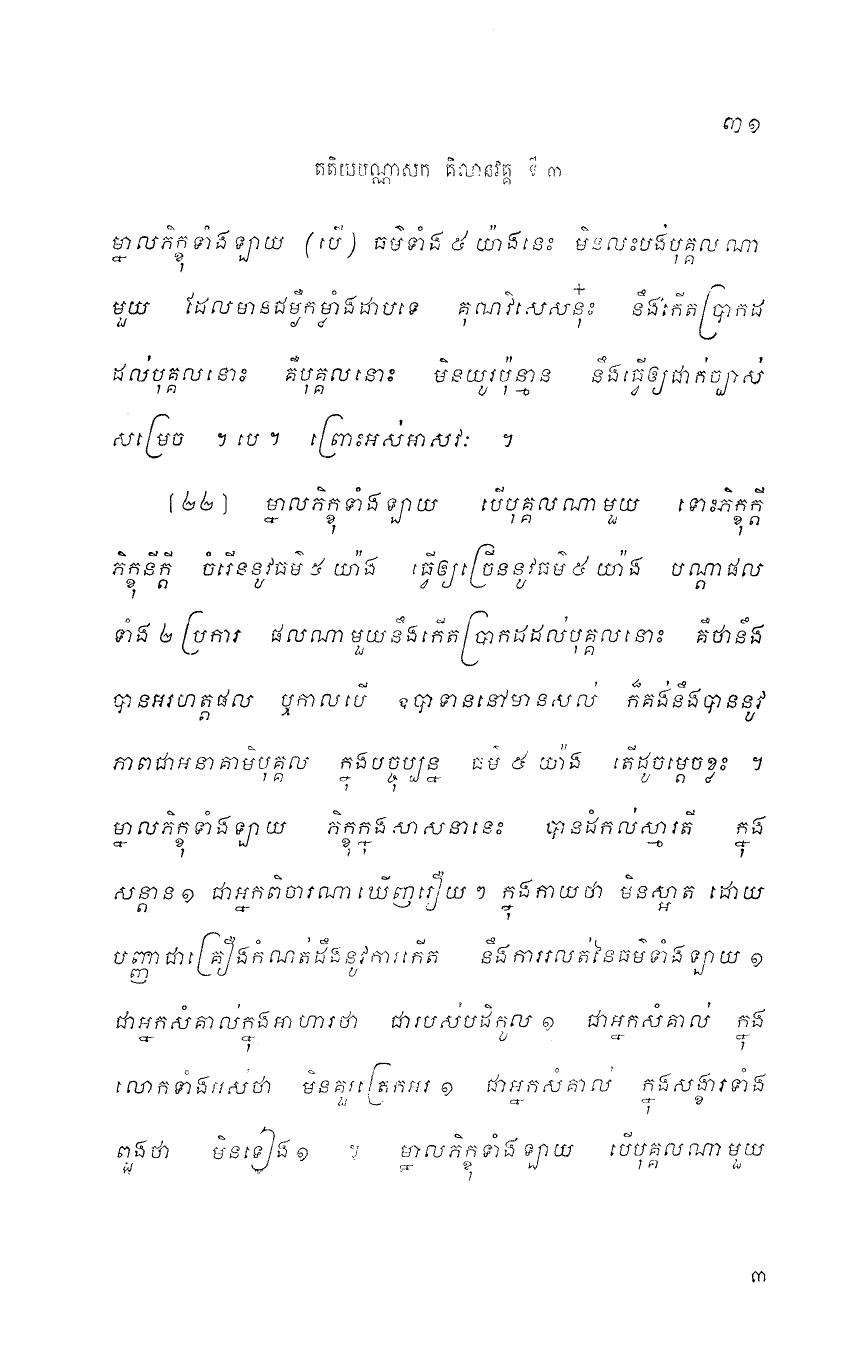 ៣១
តតិយបណ្ណាសក គិលានវគ្គ ទី ៣
ម្នាលភិក្ខុទាំងឡាយ (បើ) ធម៌ទាំង ៥ យ៉ាងនេះ មិនលះបង់បុគ្គលណា
មួយ ដែលមានជម្ងឺកម្លាំងថាបទេ គុណវិសេសនុ៎ះ នឹងកើតប្រាកដ
ដល់បុគ្គលនោះ គឺបុគ្គលនោះ មិនយូរប៉ុន្មាន នឹងធ្វើឲ្យជាក់ច្បាស់
សម្រេច ។ បេ ។ ព្រោះអស់អាសវៈ ។
(២២) ម្នាលភិក្ខុទាំងឡាយ បើបុគ្គលណាមួយ ទោះភិក្ខុក្តី
ភិក្ខុនីក្តី ចំរើននូវធម៌ ៥ យ៉ាង ធ្វើឲ្យច្រើននូវធម៌ ៥ យ៉ាង បណ្តាផល
ទាំង ២ ប្រការ ផលណាមួយនឹងកើតប្រាកដដល់បុគ្គលនោះ គឺថានឹង
បានអរហត្តផល ឬកាលបើ ឧបាទាននៅមានសល់ ក៏គង់នឹងបាននូវ
ភាពជាអនាគាមិបុគ្គល ក្នុងបច្ចុប្បន្ន ធម៌ ៥ យ៉ាង តើដូចម្តេចខ្លះ ។
ម្នាលភិក្ខុទាំងឡាយ ភិក្ខុក្នុងសាសនានេះ បានដំកល់ស្មារតី ក្នុង
សន្តាន ១ ជាអ្នកពិចារណាឃើញរឿយ ៗ ក្នុងកាយថា មិនស្អាត ដោយ
បញ្ញាជាគ្រឿងកំណត់ដឹងនូវការកើត នឹងការរលត់នៃធម៌ទាំងឡាយ ១
ជាអ្នកសំគាល់ក្នុងអាហារថា ជារបស់បដិកូល ១ ជាអ្នកសំគាល់ ក្នុង
លោកទាំងអស់ថា មិនគួរត្រេកអរ ១ ជាអ្នកសំគាល់ ក្នុងសង្ខារទាំង
ពួងថា មិនទៀង ១ ។ ម្នាលភិក្ខុទាំងឡាយ បើបុគ្គលណាមួយ
៣